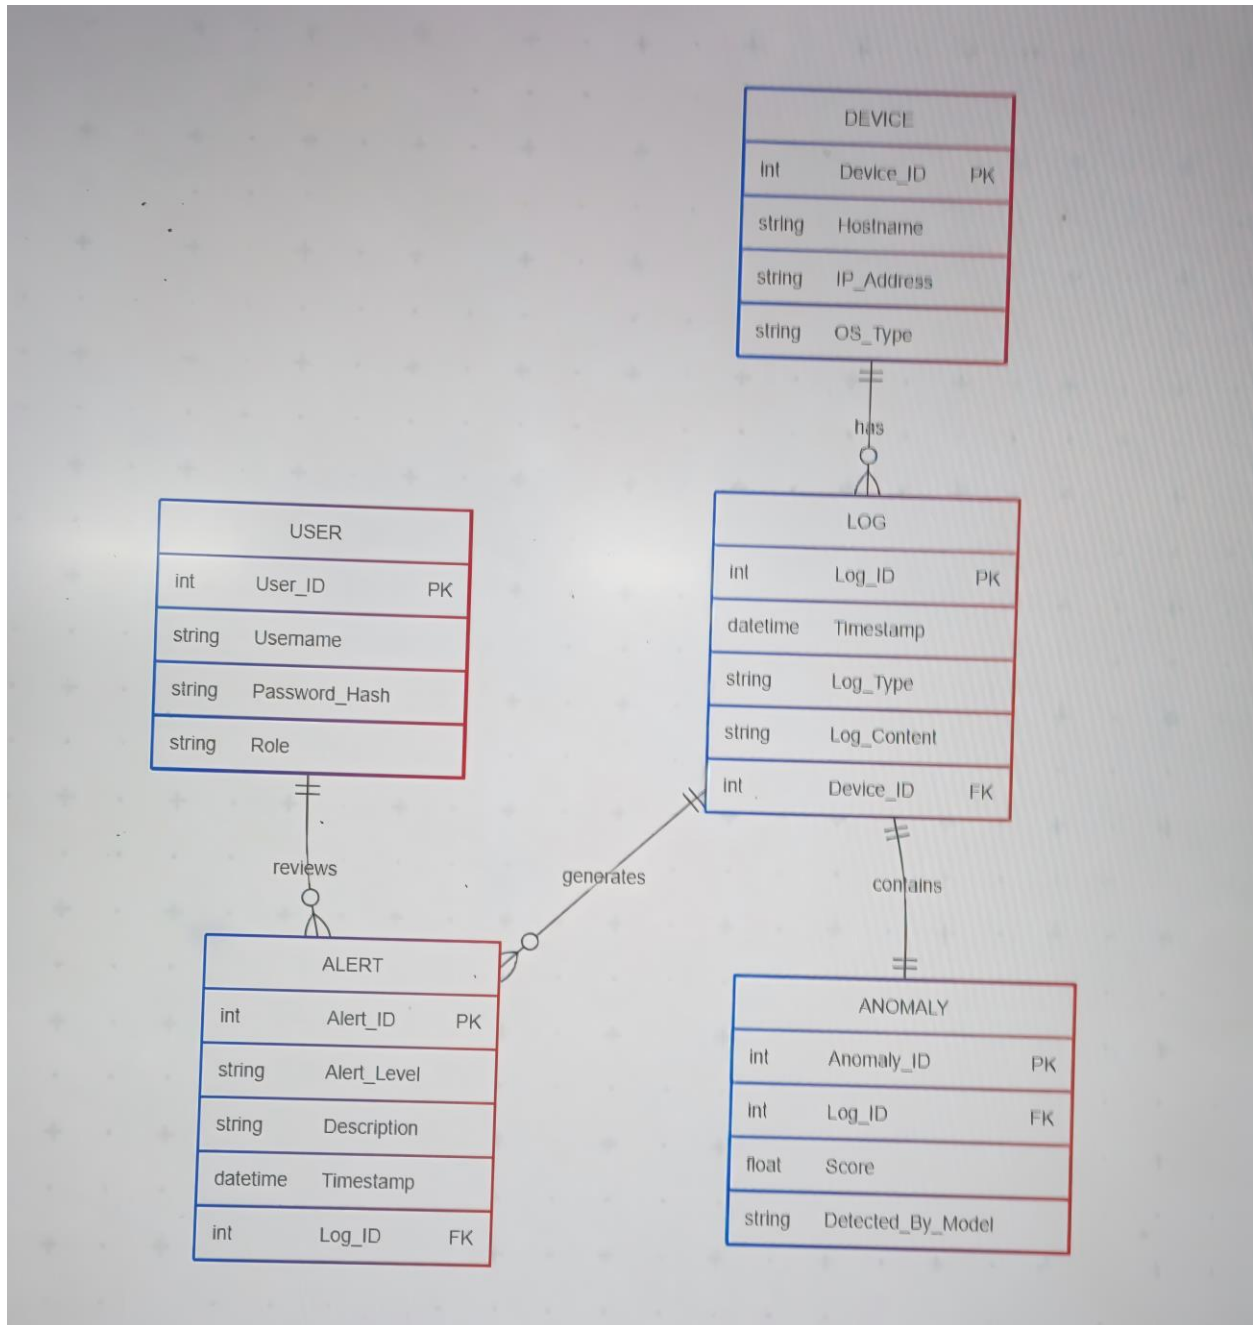 DEVICE
int Device_ID PK
string Hostname
string IP_Address
string OS_Type
has
LOG
int Log_ID PK
datetime Timestamp
string Log_Type
string Log_Content
int Device_ID FK
USER
int User_ID PK
string Username
string Password_Hash
string Role
reviews
generates
contains
ALERT
int Alert_ID PK
string Alert_Level
string Description
datetime Timestamp
int Log_ID FK
ANOMALY
int Anomaly_ID PK
int Log_ID FK
float Score
string Detected_By_Model